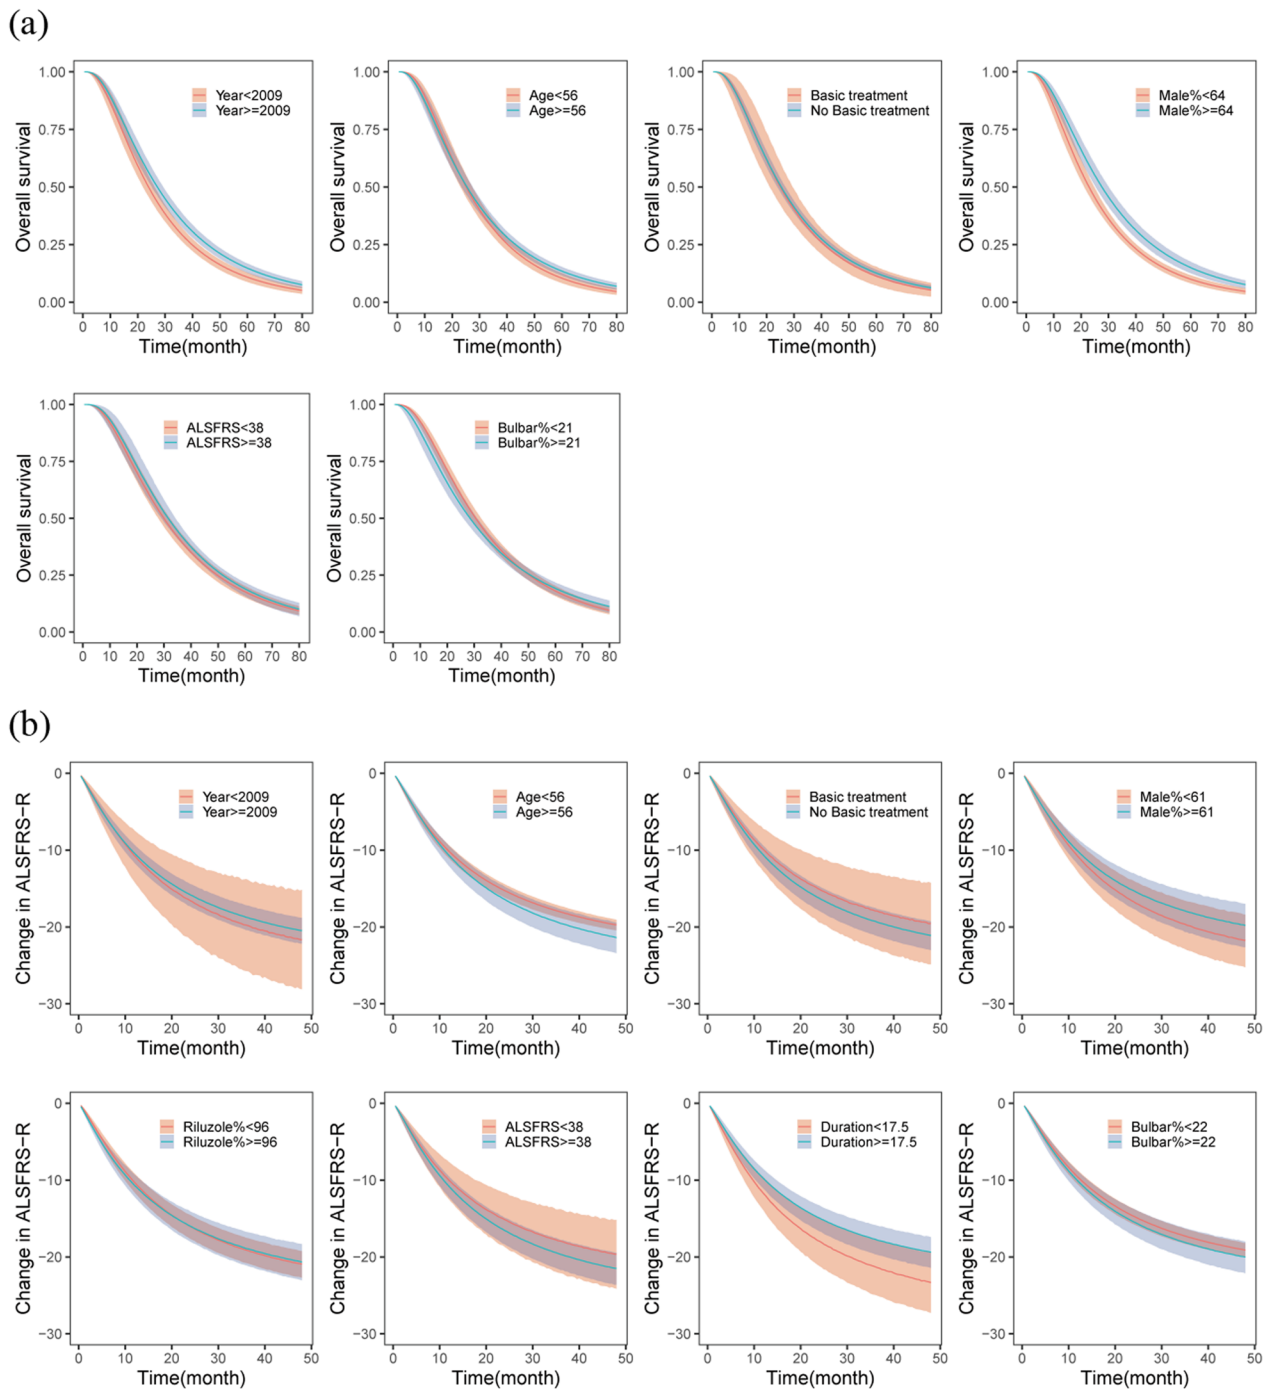 (a)
1.00
0.75
0.50
0.25
0.00
Overall survival
Year<2009
Year>=2009
0 10 20 30 40 50 60 70 80
Time(month)
1.00
0.75
0.50
0.25
0.00
Overall survival
Age<56
Age>=56
0 10 20 30 40 50 60 70 80
Time(month)
1.00
0.75
0.50
0.25
0.00
Overall survival
Basic treatment
No Basic treatment
0 10 20 30 40 50 60 70 80
Time(month)
1.00
0.75
0.50
0.25
0.00
Overall survival
Male%<64
Male%>=64
0 10 20 30 40 50 60 70 80
Time(month)
1.00
0.75
0.50
0.25
0.00
Overall survival
ALSFRS<38
ALSFRS>=38
0 10 20 30 40 50 60 70 80
Time(month)
1.00
0.75
0.50
0.25
0.00
Overall survival
Bulbar%<21
Bulbar%>=21
0 10 20 30 40 50 60 70 80
Time(month)
(b)
0
−10
−20
−30
Change in ALSFRS−R
Year<2009
Year>=2009
0 10 20 30 40 50
Time(month)
0
−10
−20
−30
Change in ALSFRS−R
Age<56
Age>=56
0 10 20 30 40 50
Time(month)
0
−10
−20
−30
Change in ALSFRS−R
Basic treatment
No Basic treatment
0 10 20 30 40 50
Time(month)
0
−10
−20
−30
Change in ALSFRS−R
Male%<61
Male%>=61
0 10 20 30 40 50
Time(month)
0
−10
−20
−30
Change in ALSFRS−R
Riluzole%<96
Riluzole%>=96
0 10 20 30 40 50
Time(month)
0
−10
−20
−30
Change in ALSFRS−R
ALSFRS<38
ALSFRS>=38
0 10 20 30 40 50
Time(month)
0
−10
−20
−30
Change in ALSFRS−R
Duration<17.5
Duration>=17.5
0 10 20 30 40 50
Time(month)
0
−10
−20
−30
Change in ALSFRS−R
Bulbar%<22
Bulbar%>=22
0 10 20 30 40 50
Time(month)